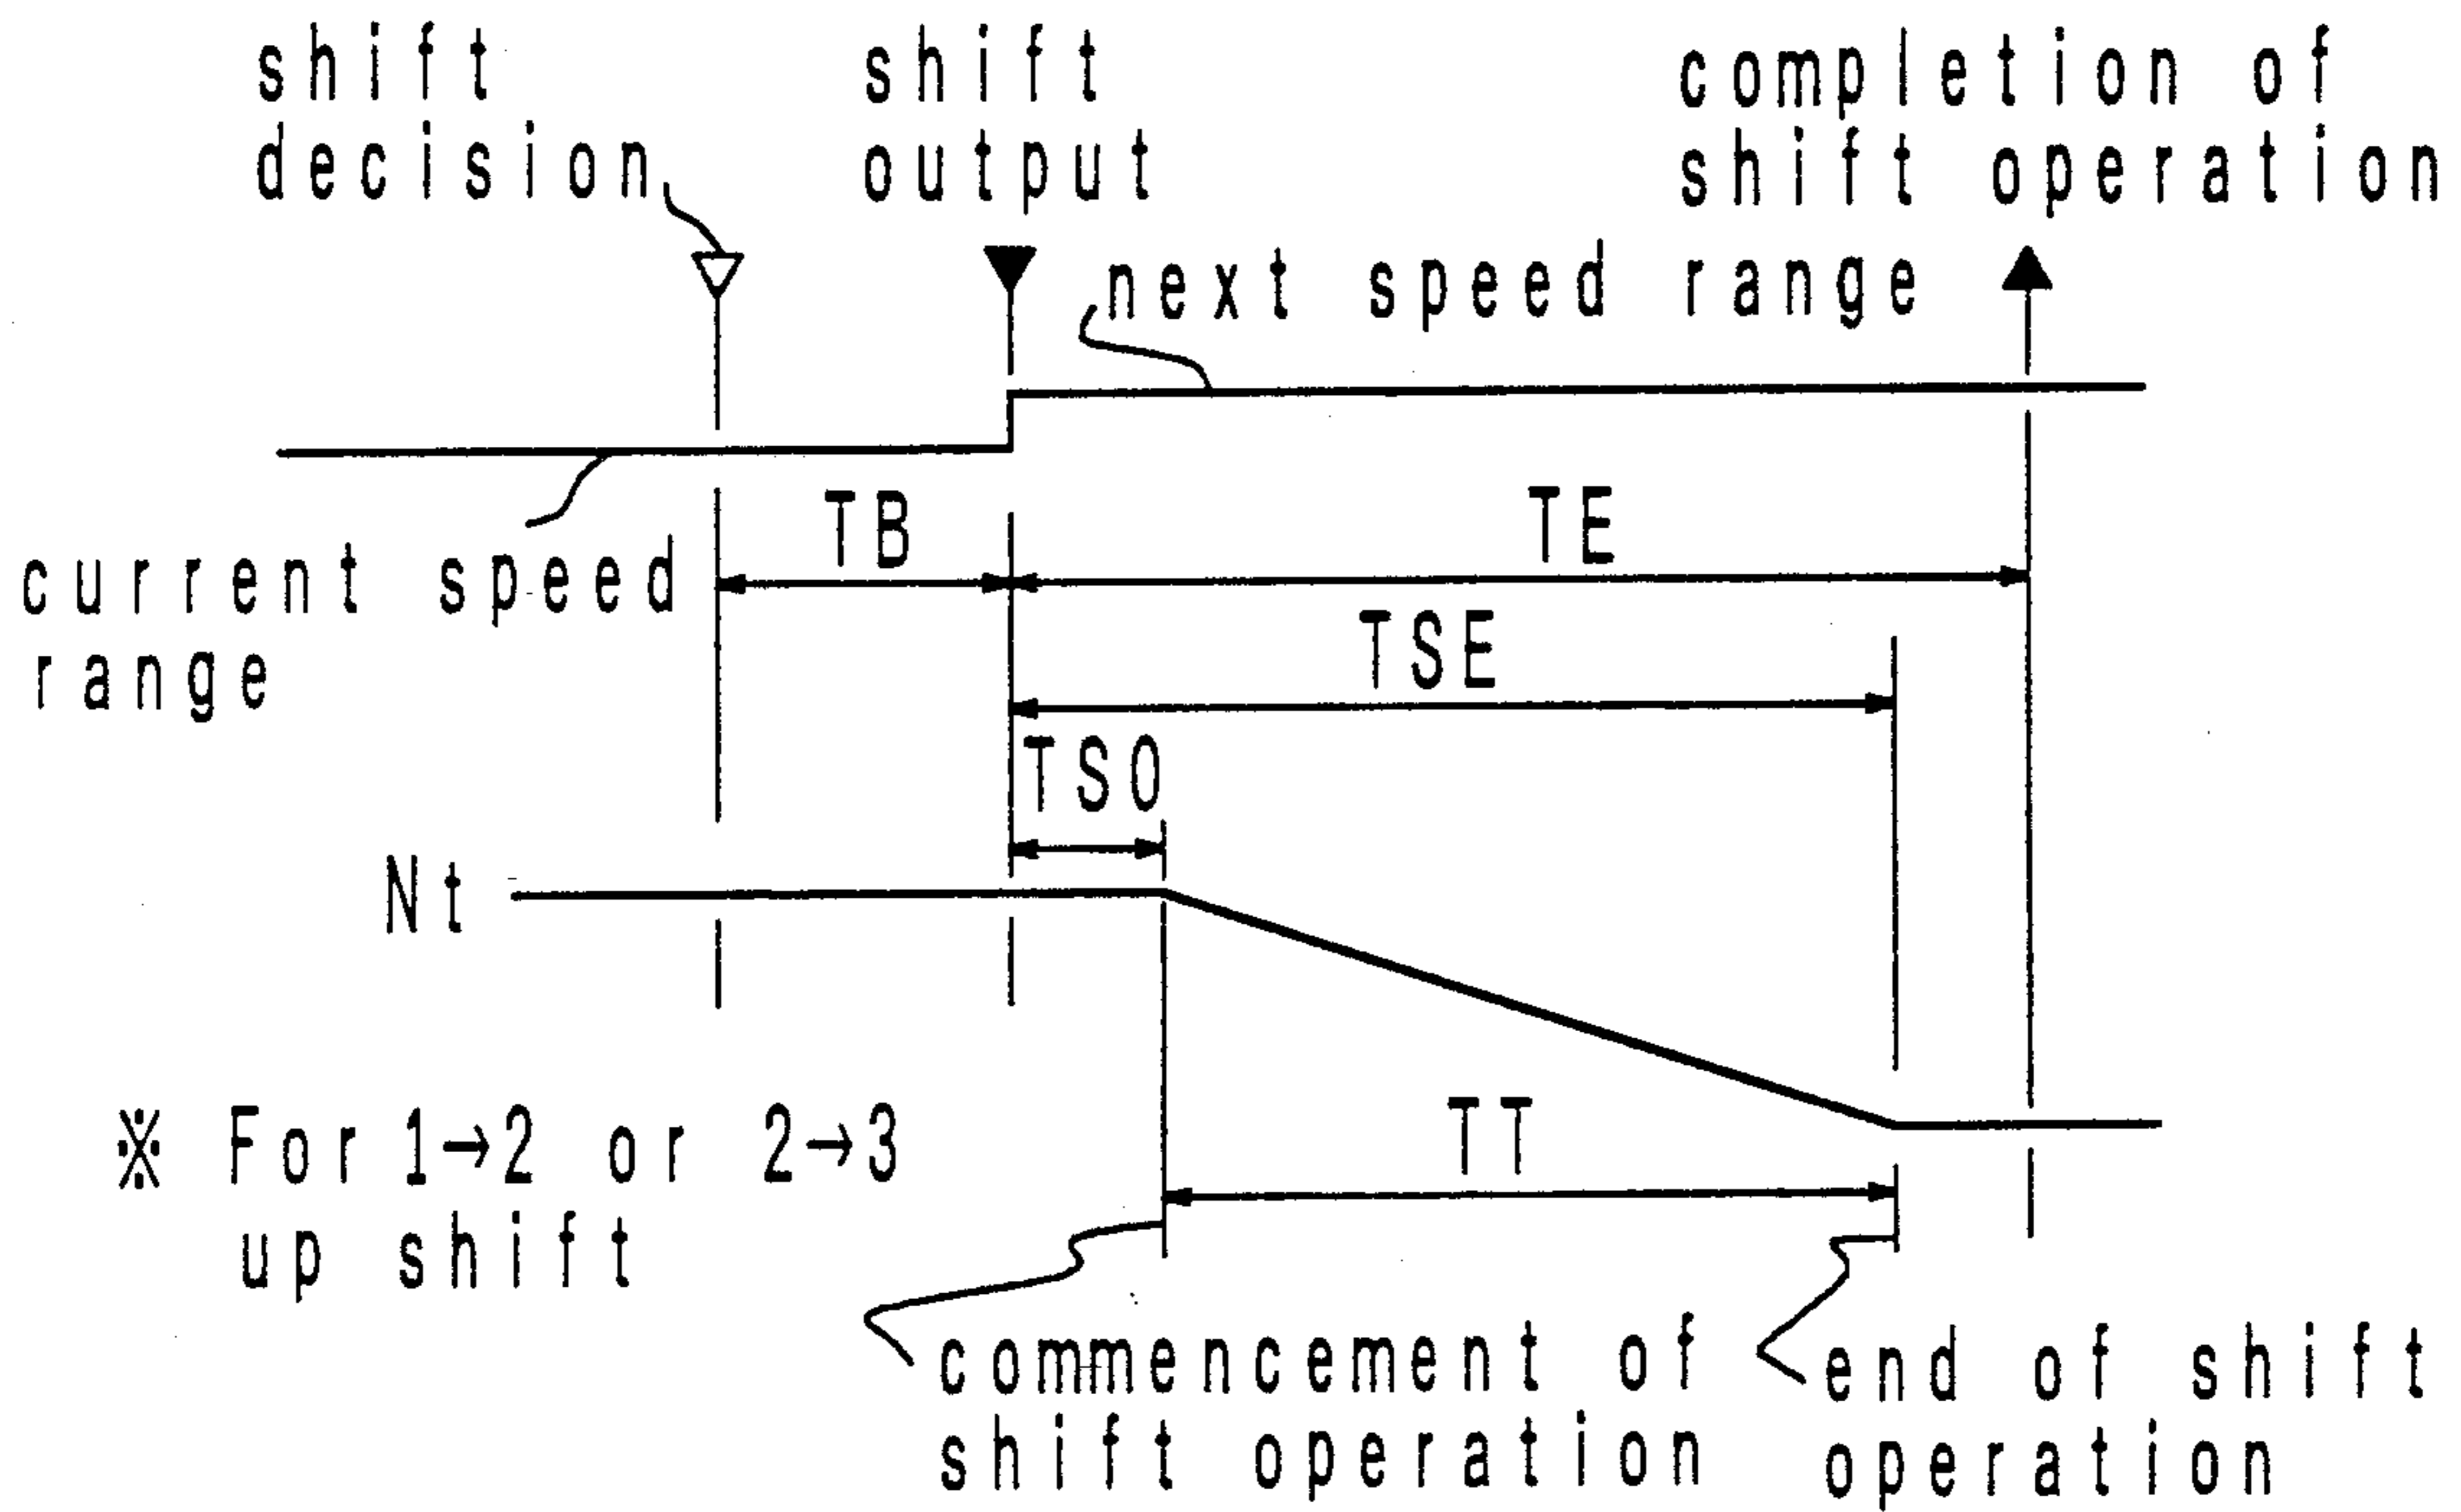 shift
decision
shift
output
completion of
shift operation
next speed range
current speed
range
TB
TE
TSE
TSO
Nt
※ For 1→2 or 2→3
up shift
TT
commencement of
shift operation
end of shift
operation